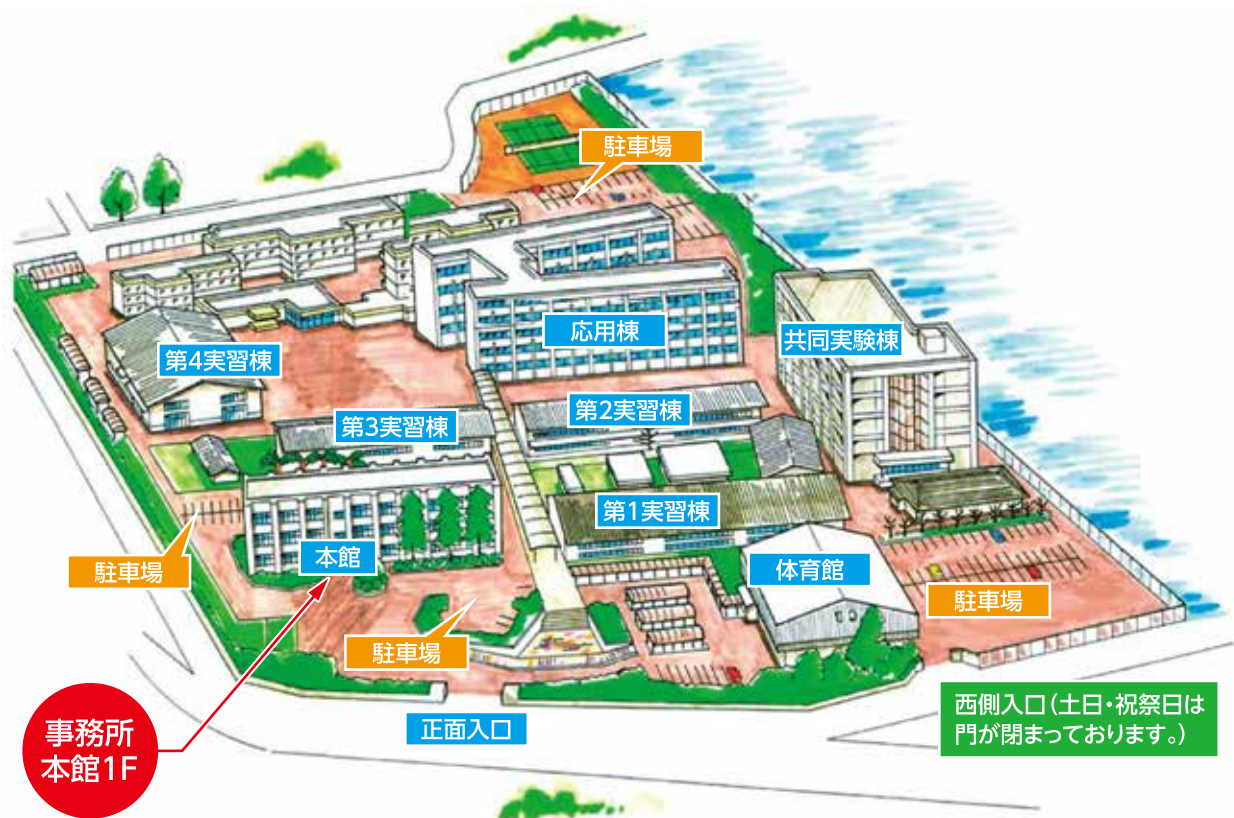 駐車場
応用棟
共同実験棟
第4実習棟
第2実習棟
第3実習棟
第1実習棟
本館
体育館
駐車場
駐車場
駐車場
正面入口
西側入口(土日・祝祭日は
門が閉まっております。)
事務所
本館1F